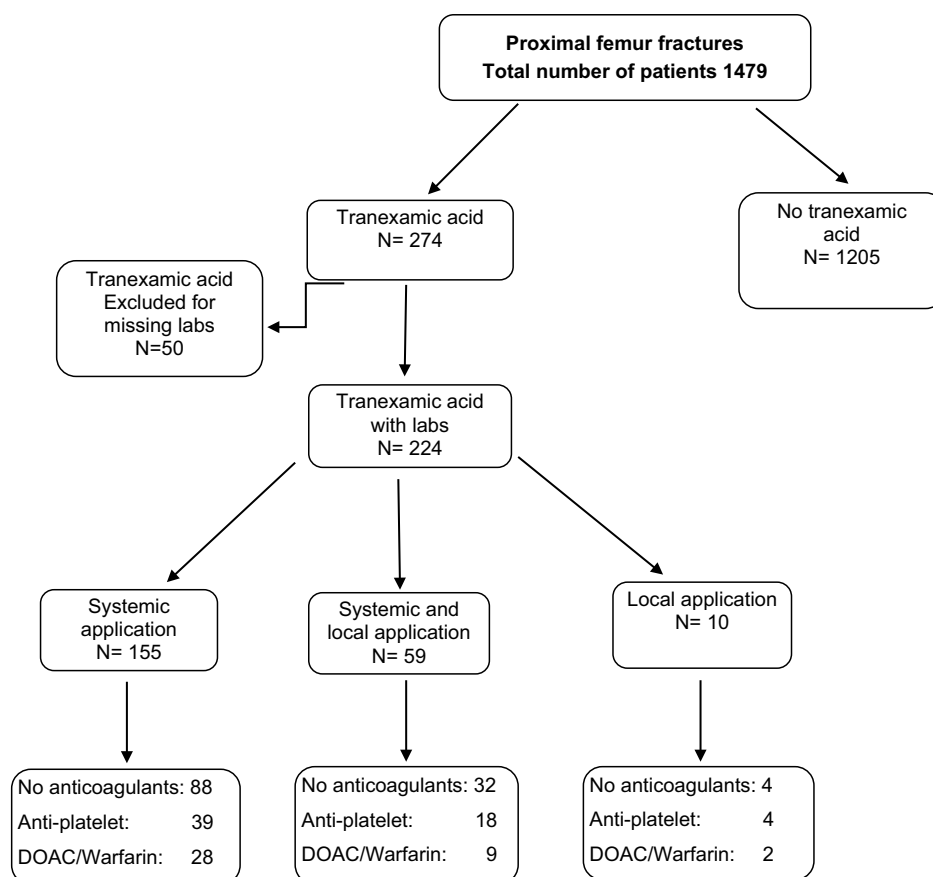 Proximal femur fractures
Total number of patients 1479
Tranexamic acid
N= 274
No tranexamic
acid
N= 1205
Tranexamic acid
Excluded for
missing labs
N=50
Tranexamic acid
with labs
N= 224
Systemic
application
N= 155
Systemic and
local application
N= 59
Local application
N= 10
No anticoagulants: 88
Anti-platelet: 39
DOAC/Warfarin: 28
No anticoagulants: 32
Anti-platelet: 18
DOAC/Warfarin: 9
No anticoagulants: 4
Anti-platelet: 4
DOAC/Warfarin: 2